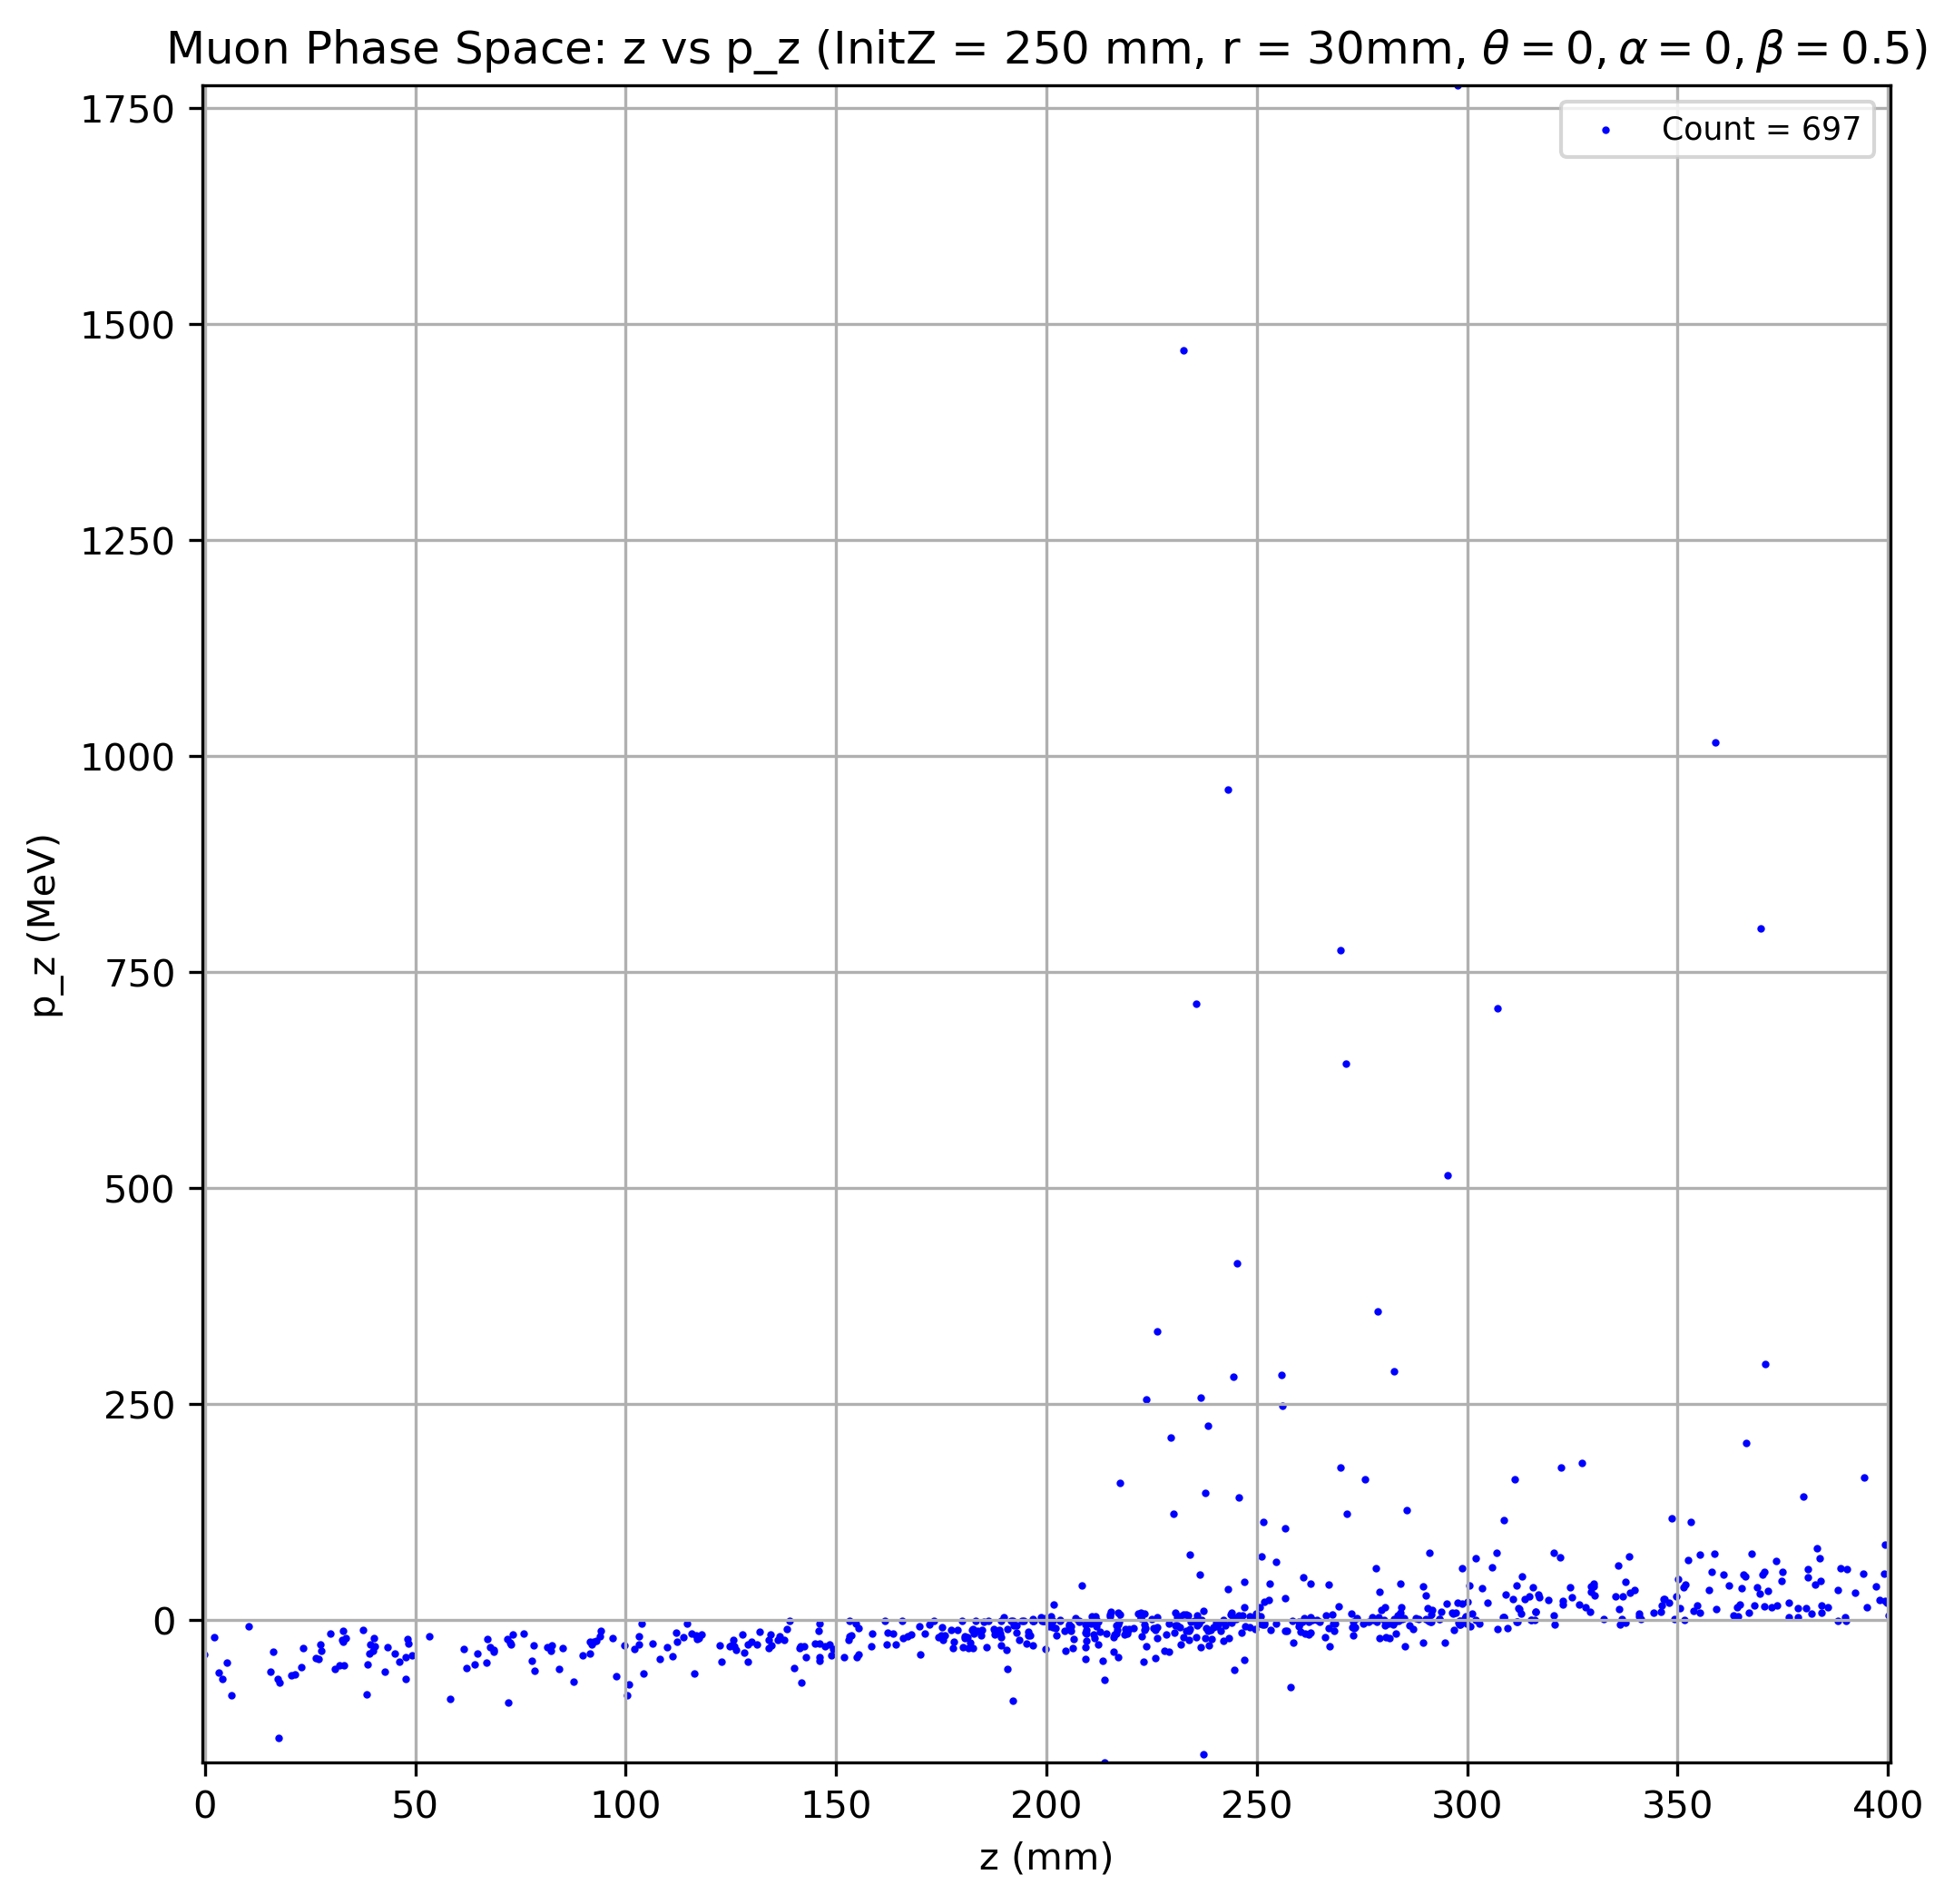 Muon Phase Space: z vs p_z (InitZ = 250 mm, r = 30mm, θ = 0, α = 0, β = 0.5)
Count = 697
1750
1500
1250
1000
750
500
250
0
p_z (MeV)
0 50 100 150 200 250 300 350 400
z (mm)